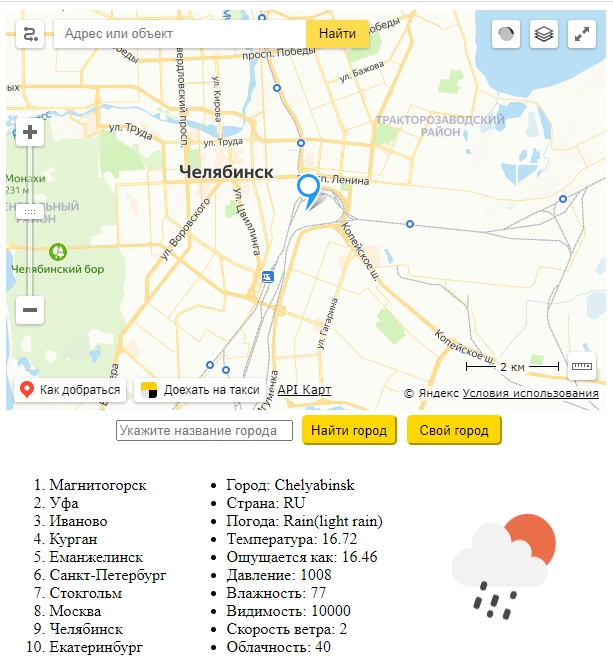 Адрес или объект
Найти
просп. Победы
Победы
вердловский просп.
ул. Кирова
ул. Бажова
ул. Труда
ул. Труда
ТРАКТОРОЗАВОДСКИЙ
РАЙОН
Челябинск
сп. Ленина
Монахи
231 м
РАЙОН
ул. Воровского
ул. Цвиллинга
Копейское ш.
Челябинский бор
ул. Гагарина
Копейское ш.
2 км
Как добраться
Доехать на такси
API Карт
© Яндекс Условия использования
Укажите название города
Найти город
Свой город
1. Магнитогорск
2. Уфа
3. Иваново
4. Курган
5. Еманжелинск
6. Санкт-Петербург
7. Стокгольм
8. Москва
9. Челябинск
10. Екатеринбург
• Город: Chelyabinsk
• Страна: RU
• Погода: Rain(light rain)
• Температура: 16.72
• Ощущается как: 16.46
• Давление: 1008
• Влажность: 77
• Видимость: 10000
• Скорость ветра: 2
• Облачность: 40